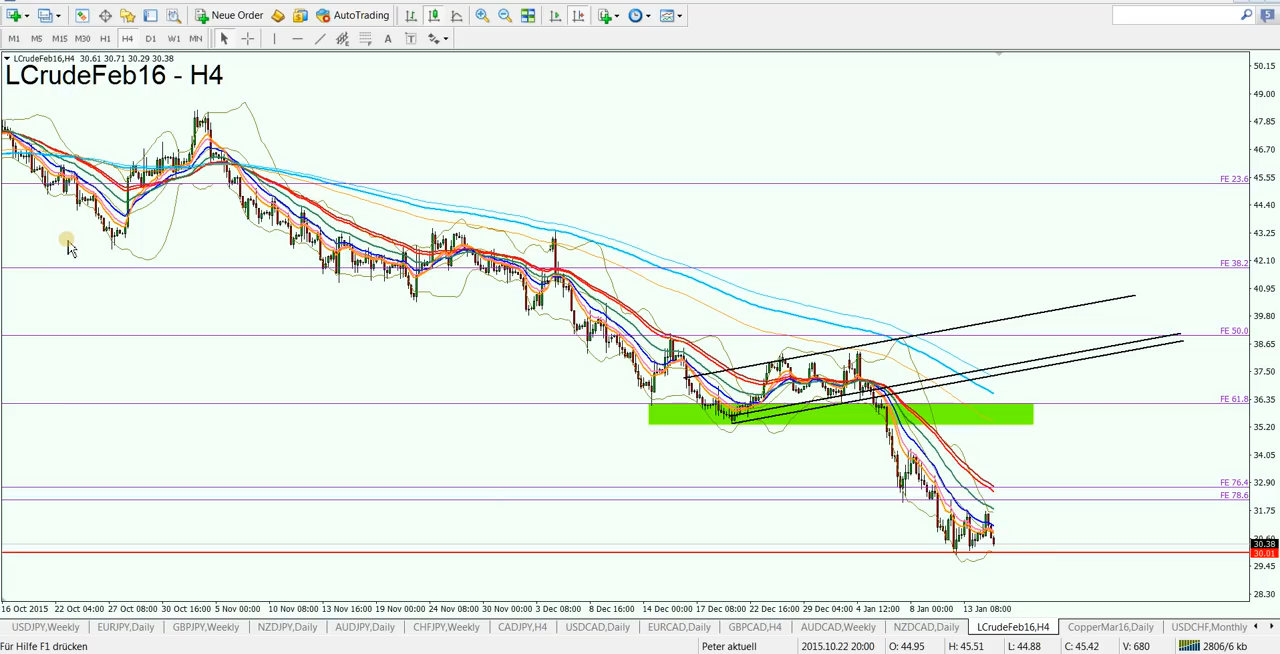 Neue Order AutoTrading 5
M1 M5 M15 M30 H1 H4 D1 W1 MN A T
LCrudeFeb16,H4 30.61 30.71 30.29 30.38
LCrudeFeb16 - H4
50.15
49.00
47.85
46.70
FE 23.6 45.55
44.40
43.25
FE 38.2 42.10
40.95
39.80
FE 50.0
38.65
37.50
FE 61.8 36.35
35.20
34.05
FE 76.4 32.90
FE 78.6
31.75
30.60
30.38
30.01
29.45
28.30
16 Oct 2015 22 Oct 04:00 27 Oct 08:00 30 Oct 16:00 5 Nov 00:00 10 Nov 08:00 13 Nov 16:00 19 Nov 00:00 24 Nov 08:00 30 Nov 00:00 3 Dec 08:00 8 Dec 16:00 14 Dec 00:00 17 Dec 08:00 22 Dec 16:00 29 Dec 04:00 4 Jan 12:00 8 Jan 00:00 13 Jan 08:00
USDJPY,Weekly EURJPY,Daily GBPJPY,Weekly NZDJPY,Daily AUDJPY,Daily CHFJPY,Weekly CADJPY,H4 USDCAD,Daily EURCAD,Daily GBPCAD,H4 AUDCAD,Weekly NZDCAD,Daily LCrudeFeb16,H4 CopperMar16,Daily USDCHF,Monthly
Für Hilfe F1 drücken Peter aktuell 2015.10.22 20:00 O: 44.95 H: 45.51 L: 44.88 C: 45.42 V: 680 2806/6 kb